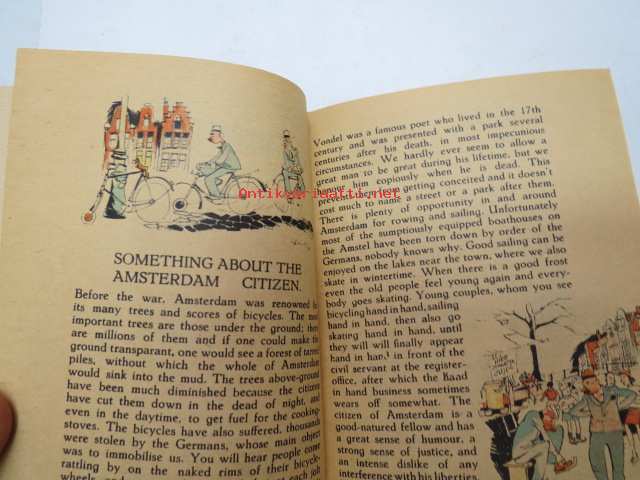 SOMETHING ABOUT THE
AMSTERDAM CITIZEN.
Before the war, Amsterdam was renowned for
its many trees and scores of bicycles. The most
important trees are those under the ground; there
are millions of them and if one could make the
ground transparant, one would see a forest of tarred
piles, without which the whole of Amsterdam
would sink into the mud. The trees above-ground
have been much diminished because the citizens
have cut them down in the dead of night, and
even in the daytime, to get fuel for the cooking-
stoves. The bicycles have also suffered, thousands
were stolen by the Germans, whose main object
was to immobilise us. You will hear people come
rattling by on the naked rims of their bicycle-
wheels, and at each jolt
Vondel was a famous poet who lived in the 17th
century and was presented with a park several
centuries after his death, in most impecunious
circumstances. We hardly ever seem to allow a
great man to be great during his lifetime, but we
copiously when he is dead. This
prevents getting conceited and it doesn't
cost much to name a street or a park after them.
There is plenty of opportunity in and around
Amsterdam for rowing and sailing. Unfortunately
most of the sumptiously equipped boathouses on
the Amstel have been torn down by order of the
Germans, nobody knows why. Good sailing can be
enjoyed on the lakes near the town, where we also
skate in wintertime. When there is a good frost
even the old people feel young again and every-
body goes skating. Young couples, whom you see
bicycling hand in hand, sailing
hand in hand, then also go
skating hand in hand, until
they will will finally appear
hand in hand in front of the
civil servant at the register-
office, after which the haad
in hand business sometimes
wears off somewhat. The
citizen of Amsterdam is a
good-natured fellow and has
a great sense of humour, a
strong sense of justice, and
an intense dislike of any
interference with his liberties
Antikvariaatti.net